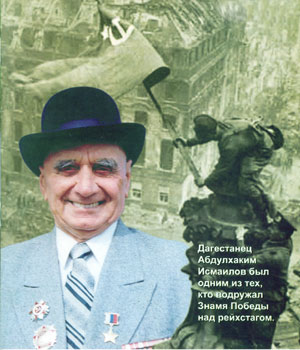 Дагестанец
Абдулхаким
Исмаилов был
одним из тех,
кто водружал
Знамя Победы
над рейхстагом.